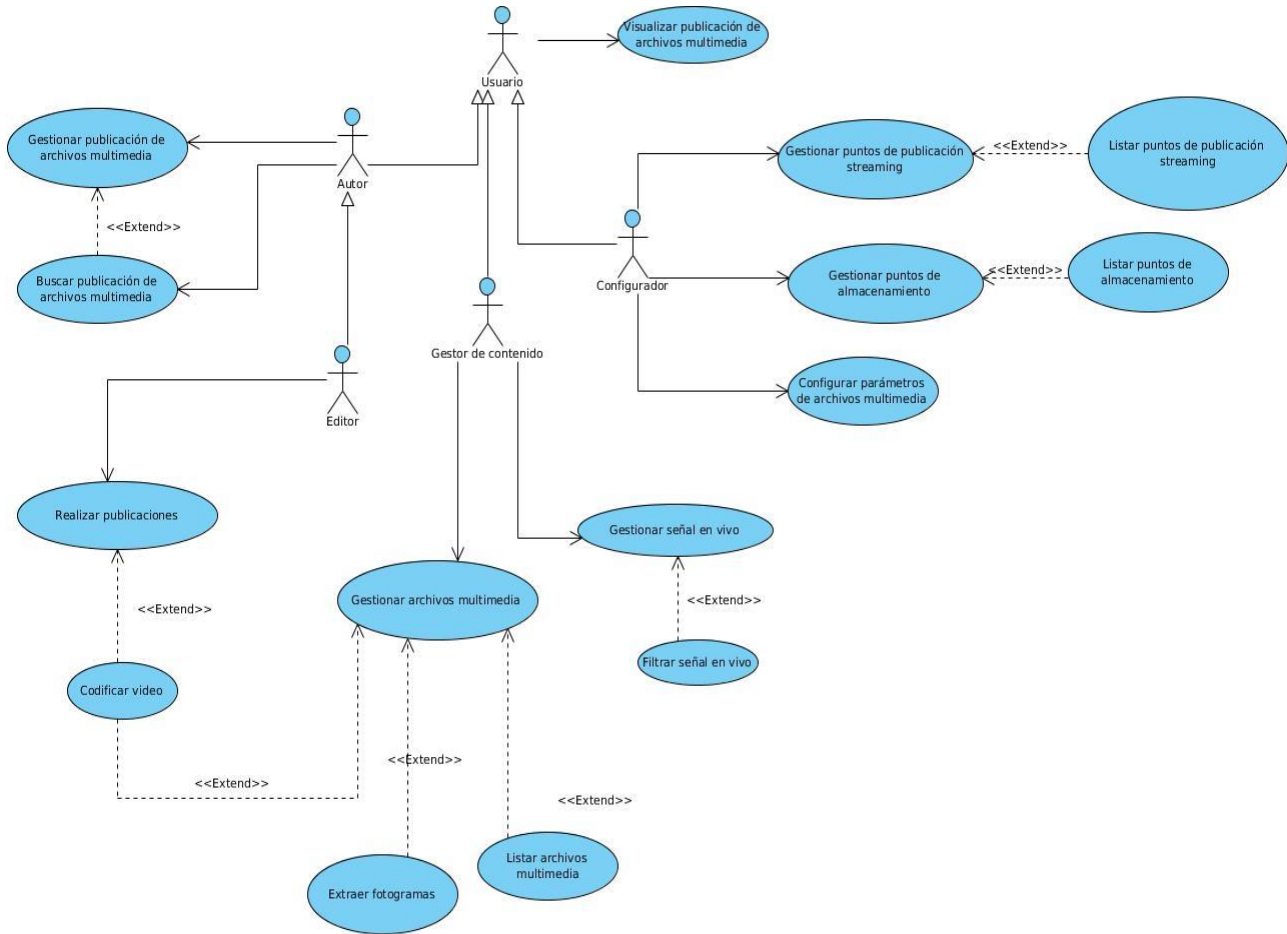 Visualizar publicación de
archivos multimedia
Usuario
Gestionar publicación de
archivos multimedia
Autor
Gestionar puntos de publicación
streaming
<<Extend>>
Listar puntos de publicación
streaming
<<Extend>>
Buscar publicación de
archivos multimedia
Configurador
Gestionar puntos de
almacenamiento
<<Extend>>
Listar puntos de
almacenamiento
Gestor de contenido
Editor
Configurar parámetros
de archivos multimedia
Realizar publicaciones
Gestionar señal en vivo
<<Extend>>
Gestionar archivos multimedia
<<Extend>>
Filtrar señal en vivo
Codificar video
<<Extend>>
<<Extend>>
<<Extend>>
Listar archivos
multimedia
Extraer fotogramas